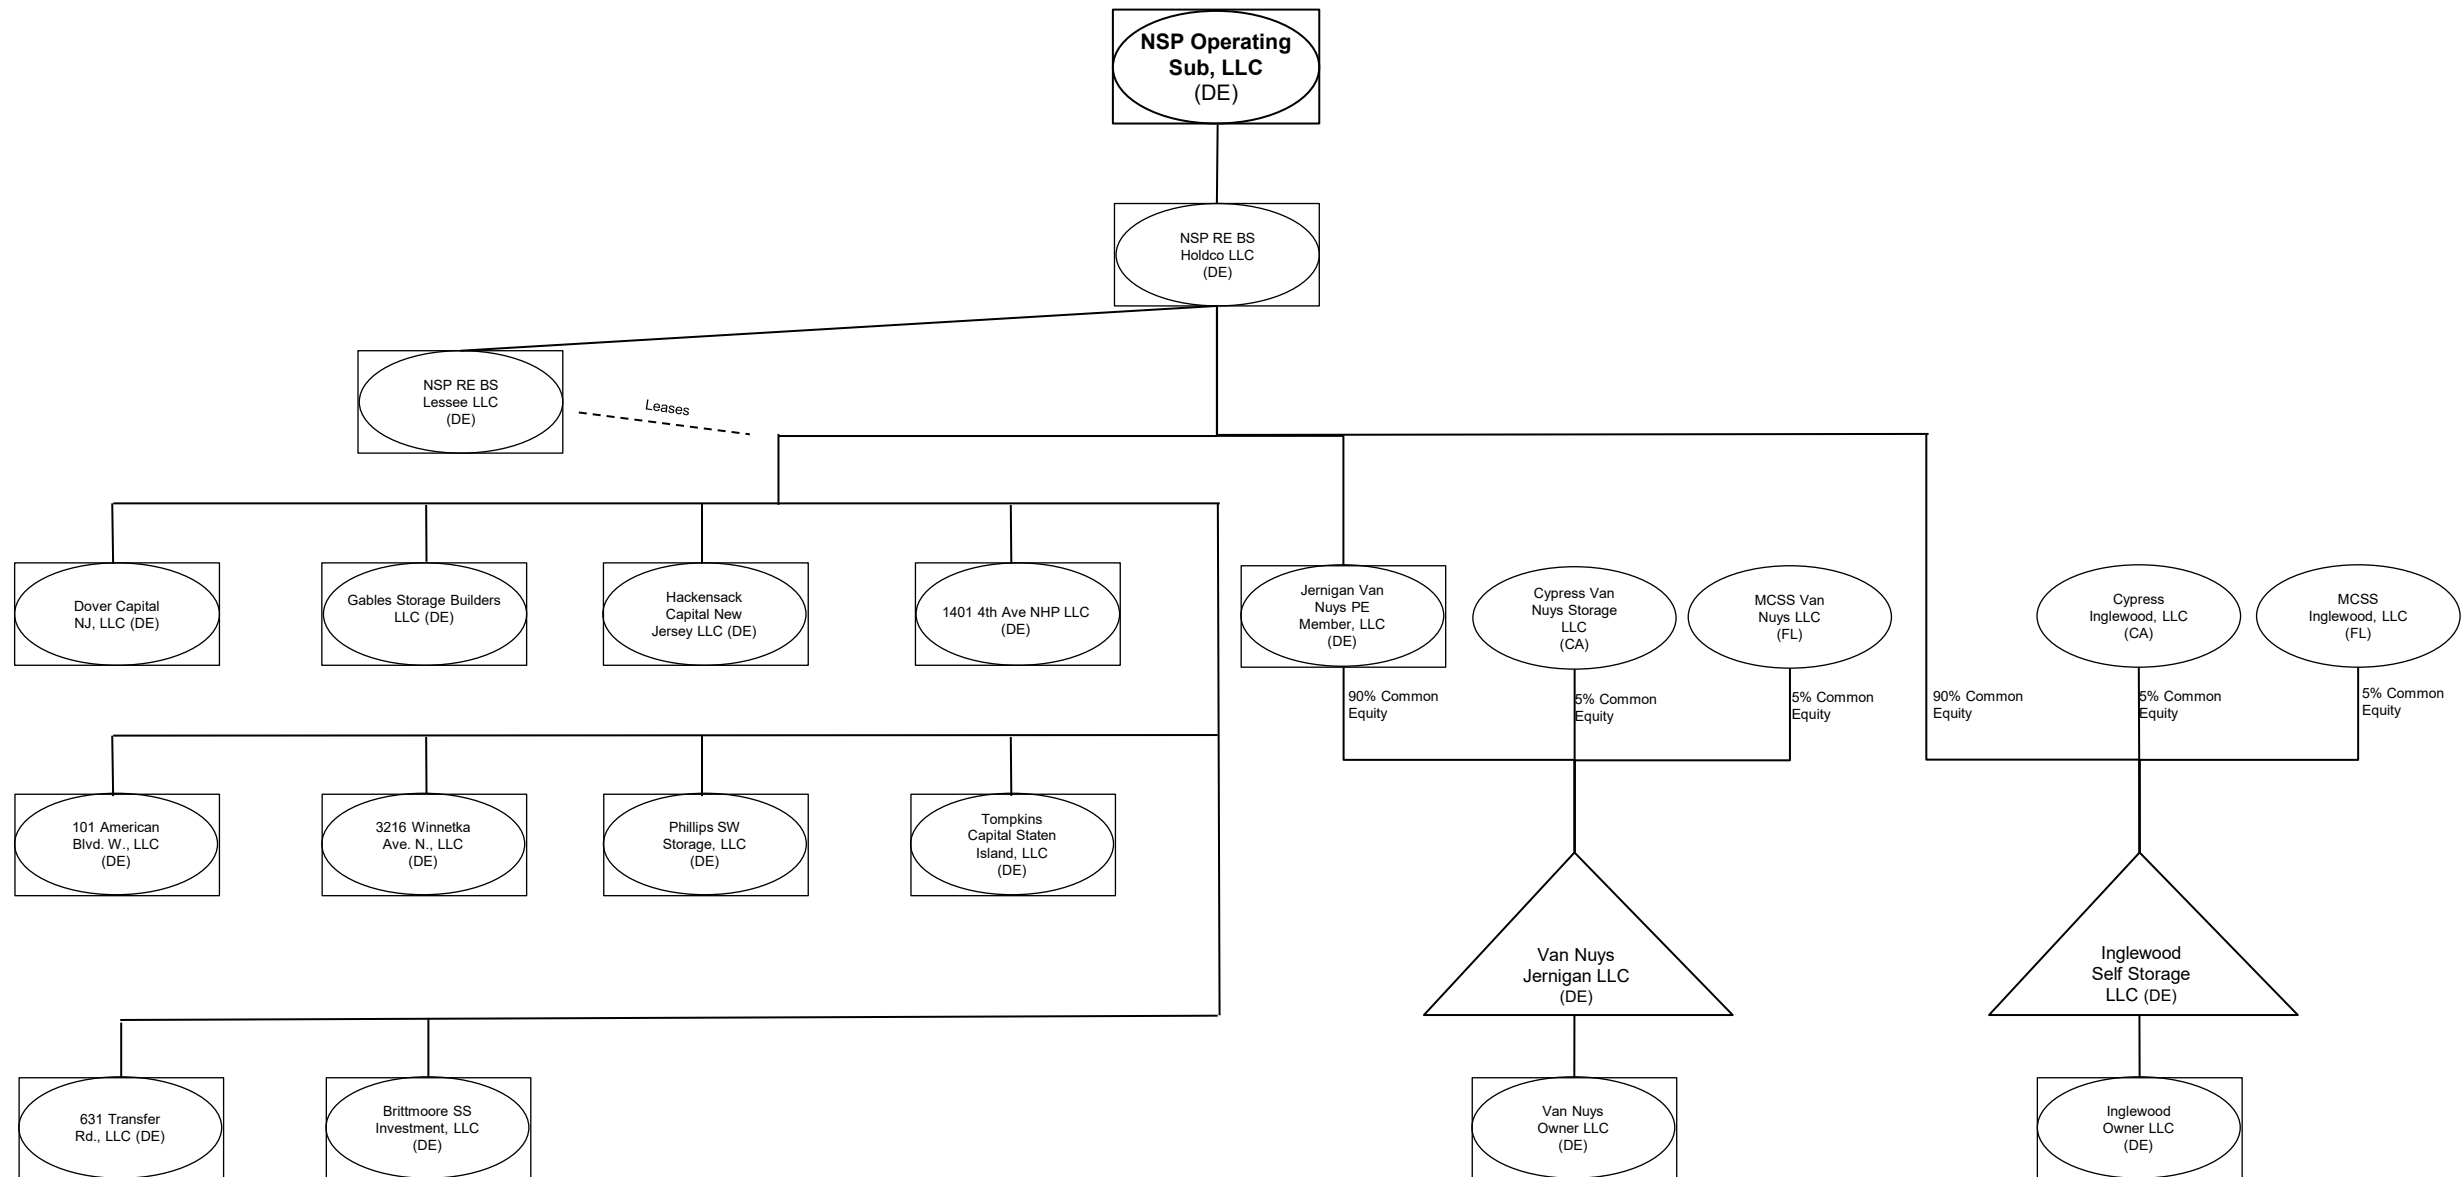 NSP Operating
Sub, LLC
(DE)
NSP RE BS
Holdco LLC
(DE)
NSP RE BS
Lessee LLC
(DE)
Leases
Dover Capital
NJ, LLC (DE)
Gables Storage Builders
LLC (DE)
Hackensack
Capital New
Jersey LLC (DE)
1401 4th Ave NHP LLC
(DE)
Jernigan Van
Nuys PE
Member, LLC
(DE)
Cypress Van
Nuys Storage
LLC
(CA)
MCSS Van
Nuys LLC
(FL)
Cypress
Inglewood, LLC
(CA)
MCSS
Inglewood, LLC
(FL)
90% Common
Equity
5% Common
Equity
5% Common
Equity
90% Common
Equity
5% Common
Equity
5% Common
Equity
101 American
Blvd. W., LLC
(DE)
3216 Winnetka
Ave. N., LLC
(DE)
Phillips SW
Storage, LLC
(DE)
Tompkins
Capital Staten
Island, LLC
(DE)
Van Nuys
Jernigan LLC
(DE)
Inglewood
Self Storage
LLC (DE)
631 Transfer
Rd., LLC (DE)
Brittmoore SS
Investment, LLC
(DE)
Van Nuys
Owner LLC
(DE)
Inglewood
Owner LLC
(DE)